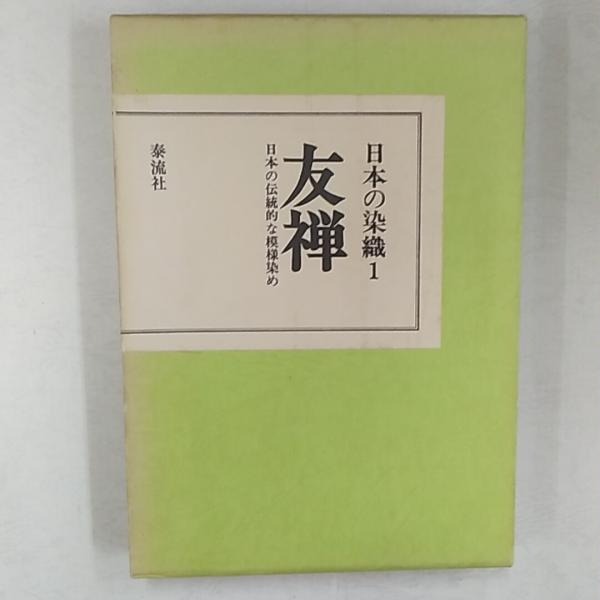 日本の染織1
友禅
日本の伝統的な模様染め
泰流社